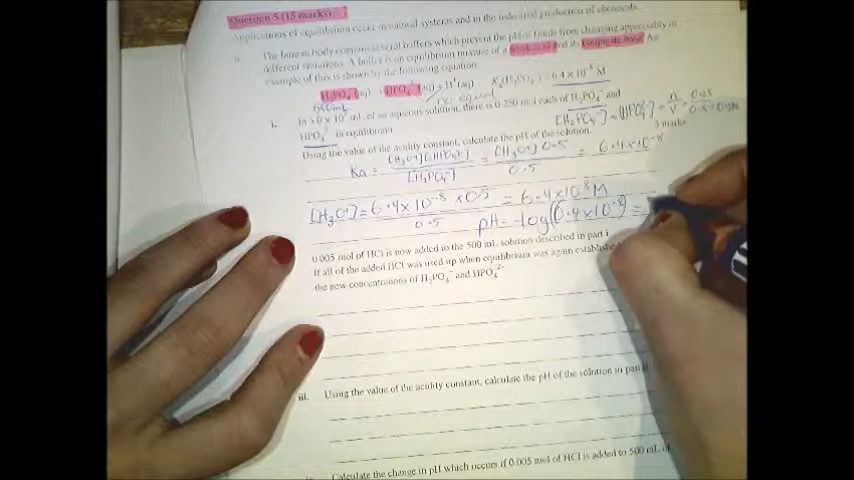 Question 5 (15 marks)
Applications of equilibrium occur in natural systems and in the industrial production of chemicals.
The human body contains several buffers which prevent the pH of fluids from changing appreciably in
different situations. A buffer is an equilibrium mixture of a weak acid and its conjugate base. An
example of this is shown by the following equation.
H₂PO₄⁻(aq) HPO₄²⁻(aq) + H⁺(aq) Kₐ(H₂PO₄⁻) = 6.4 × 10⁻⁸ M
500mL
i. In 5.0 × 10² mL of an aqueous solution, there is 0.250 mol each of H₂PO₄⁻ and
HPO₄²⁻ in equilibrium
[H₂PO₄⁻] = [HPO₄²⁻] = n/V
3 marks
Using the value of the acidity constant, calculate the pH of the solution.
Ka = [H₃O⁺][HPO₄²⁻]/[H₂PO₄⁻] = [H₃O⁺] 0.5/0.5 = 6.4×10⁻⁸
[H₃O⁺] = 6.4×10⁻⁸ × 0.5/0.5 = 6.4×10⁻⁸ M
pH = -log(6.4×10⁻⁸) =
0.005 mol of HCl is now added to the 500 mL solution described in part i
If all of the added HCl was used up when equilibrium was again
the new concentrations of H₂PO₄⁻ and HPO₄²⁻
iii. Using the value of the acidity constant, calculate the pH of the solution in part
Calculate the change in pH which occurs if 0.005 mol of HCl is added to 500 mL